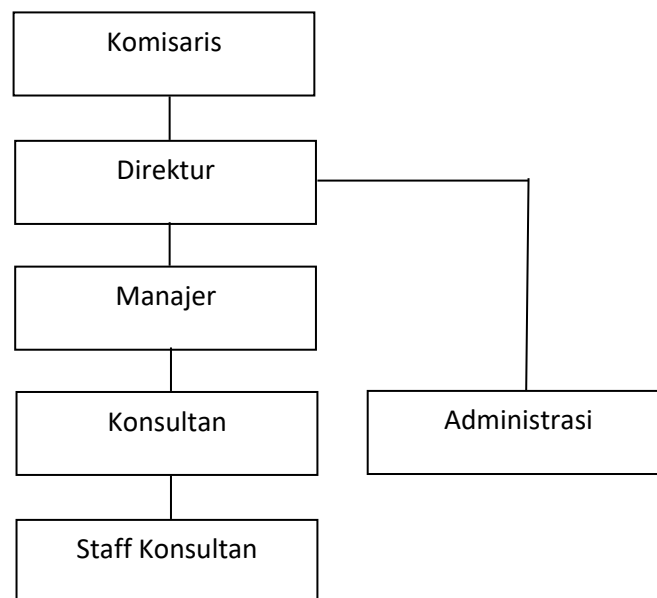 Komisaris
Direktur
Manajer
Konsultan
Administrasi
Staff Konsultan